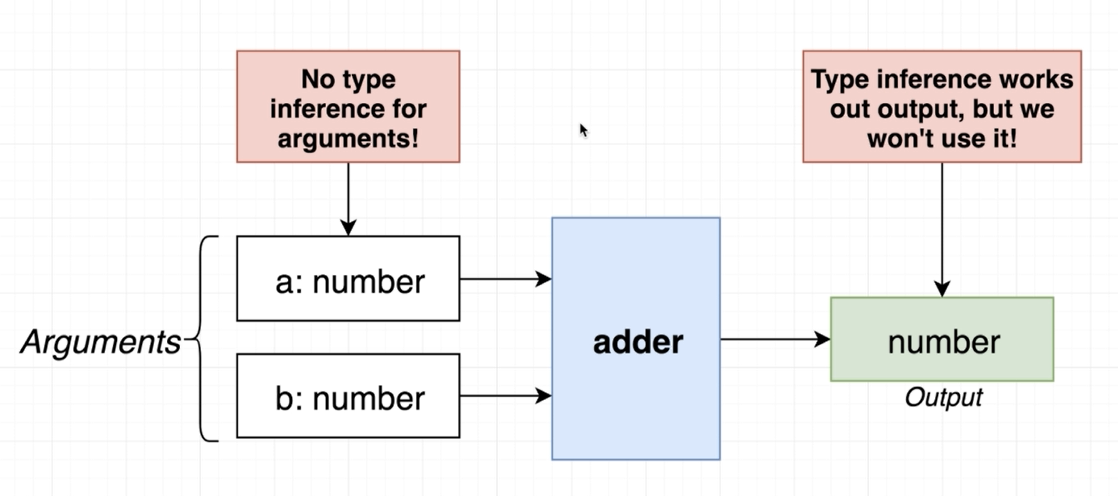 No type
inference for
arguments!
Type inference works
out output, but we
won't use it!
Arguments
a: number
b: number
adder
number
Output